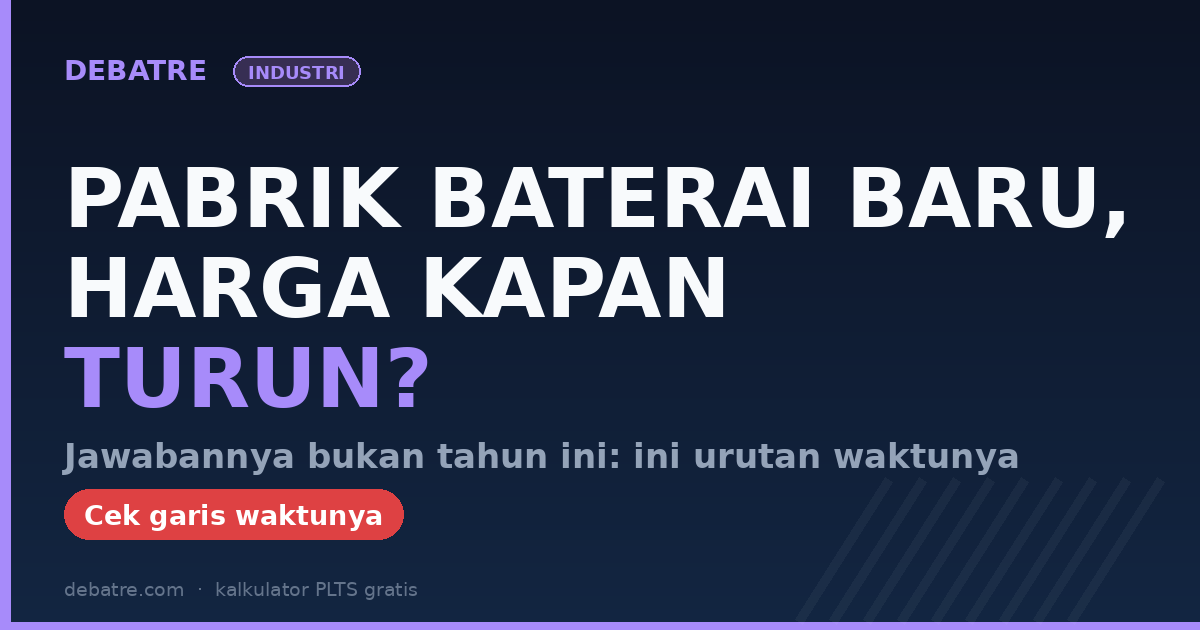 DEBATRE INDUSTRI
PABRIK BATERAI BARU,
HARGA KAPAN
TURUN?
Jawabannya bukan tahun ini: ini urutan waktunya
Cek garis waktunya
debatre.com · kalkulator PLTS gratis